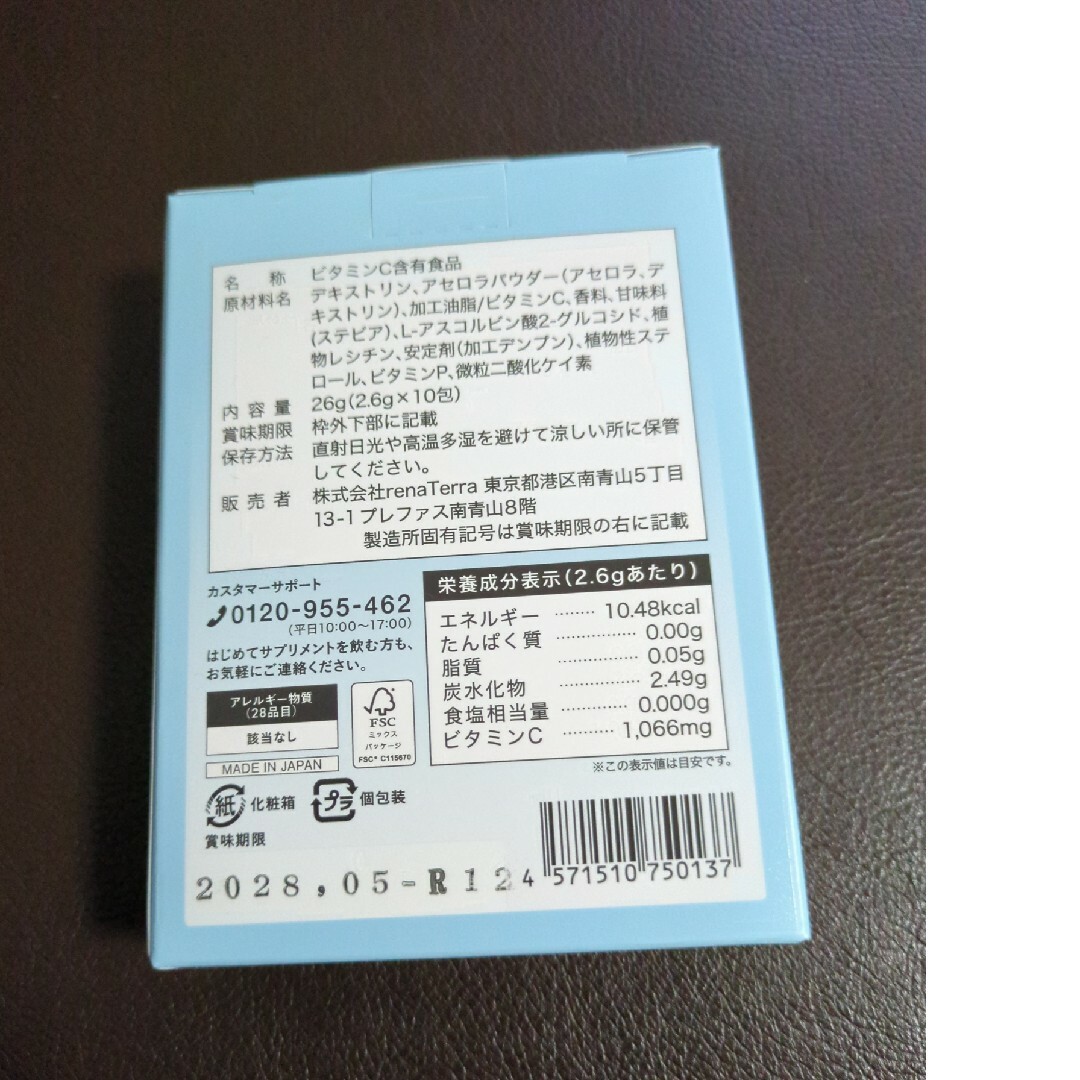 名称 ビタミンC含有食品
原材料名 デキストリン、アセロラパウダー(アセロラ、デ
キストリン)、加工油脂/ビタミンC、香料、甘味料
(ステビア)、L-アスコルビン酸2-グルコシド、植
物レシチン、安定剤(加工デンプン)、植物性ステ
ロール、ビタミンP、微粒二酸化ケイ素
内容量 26g(2.6g×10包)
賞味期限 枠外下部に記載
保存方法 直射日光や高温多湿を避けて涼しい所に保管
してください。
販売者 株式会社renaTerra 東京都港区南青山5丁目
13-1 プレファス南青山8階
製造所固有記号は賞味期限の右に記載
カスタマーサポート
0120-955-462
(平日10:00~17:00)
はじめてサプリメントを飲む方も、
お気軽にご連絡ください。
アレルギー物質
(28品目)
該当なし
FSC
ミックス
パッケージ
FSC® C115670
MADE IN JAPAN
紙 化粧箱
プラ 個包装
賞味期限
2028,05-R12
栄養成分表示(2.6gあたり)
エネルギー ········ 10.48kcal
たんぱく質 ················ 0.00g
脂質 ················ 0.05g
炭水化物 ················ 2.49g
食塩相当量 ············ 0.000g
ビタミンC ·········· 1,066mg
※この表示値は目安です。
4 571510 750137